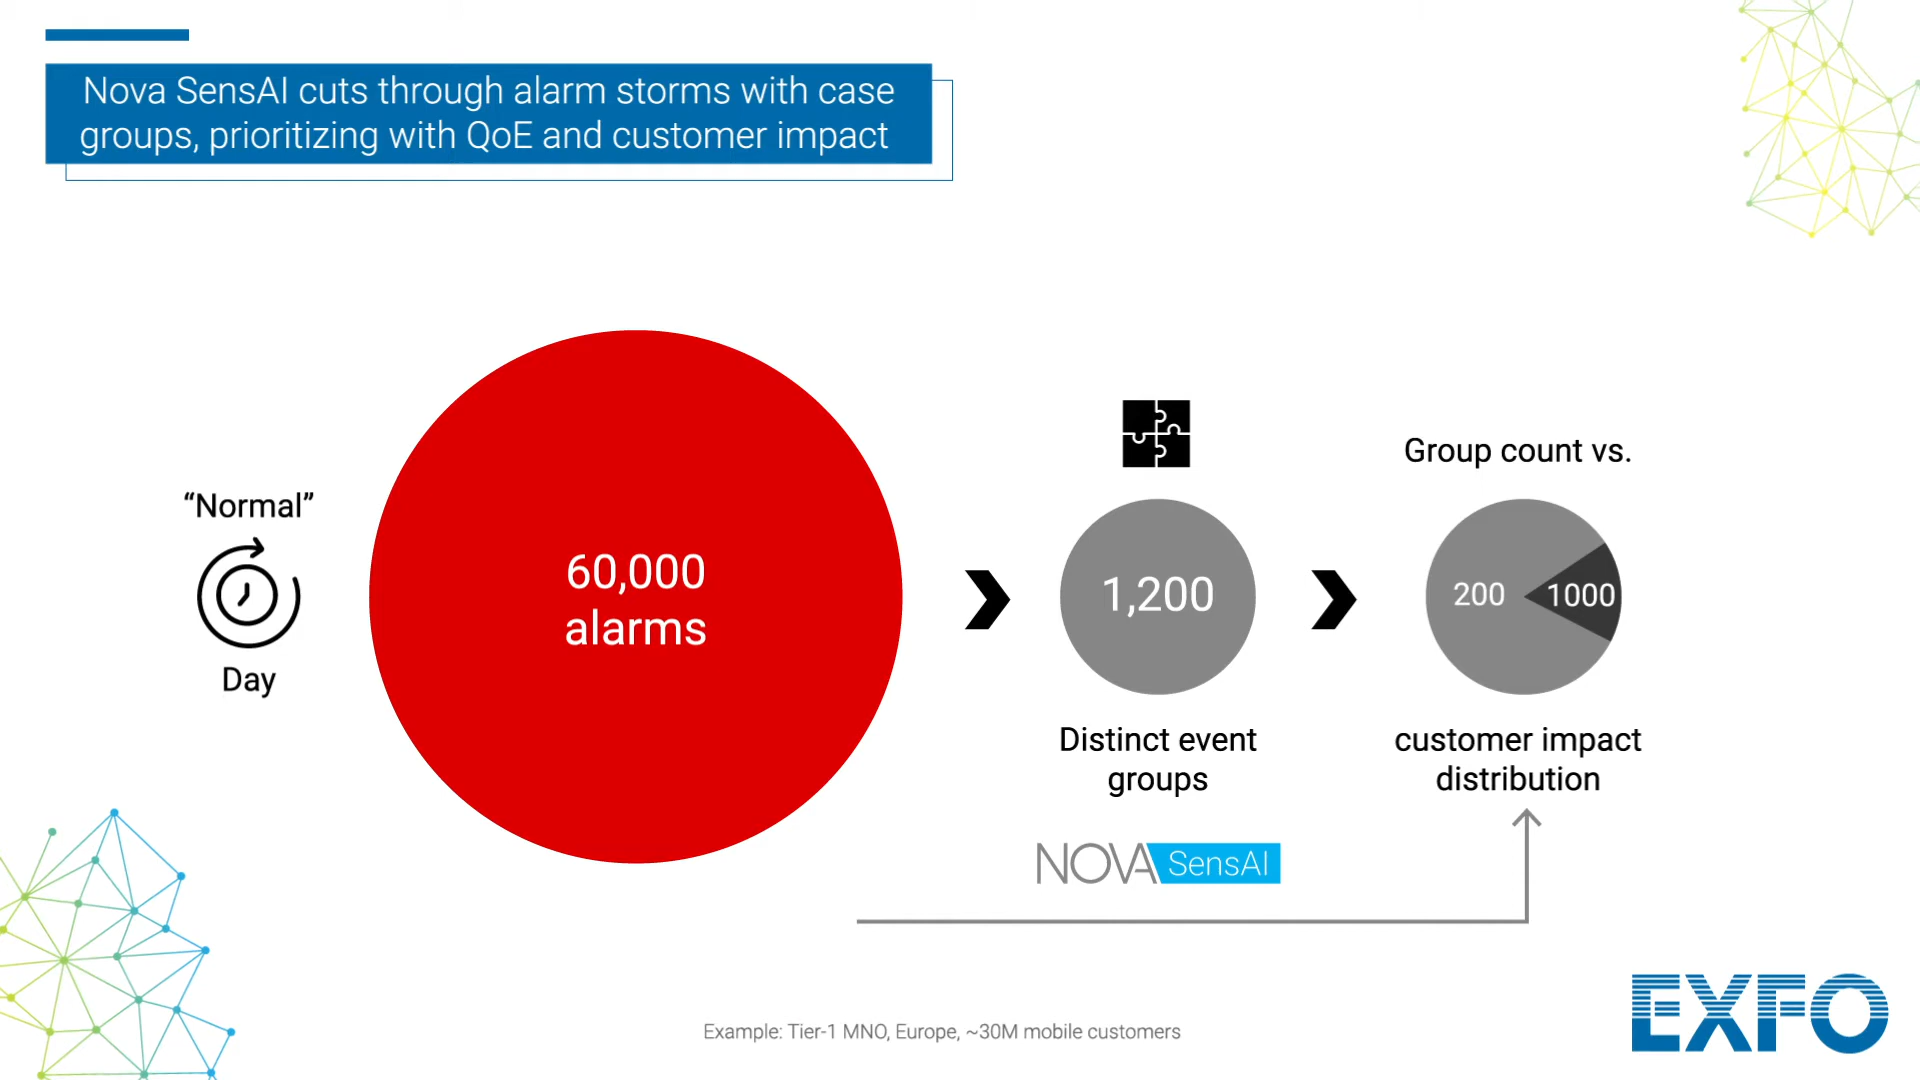 Nova SensAI cuts through alarm storms with case
groups, prioritizing with QoE and customer impact
“Normal”
Day
60,000
alarms
1,200
Distinct event
groups
Group count vs.
200
1000
customer impact
distribution
NOVA SensAI
Example: Tier-1 MNO, Europe, ~30M mobile customers
EXFO